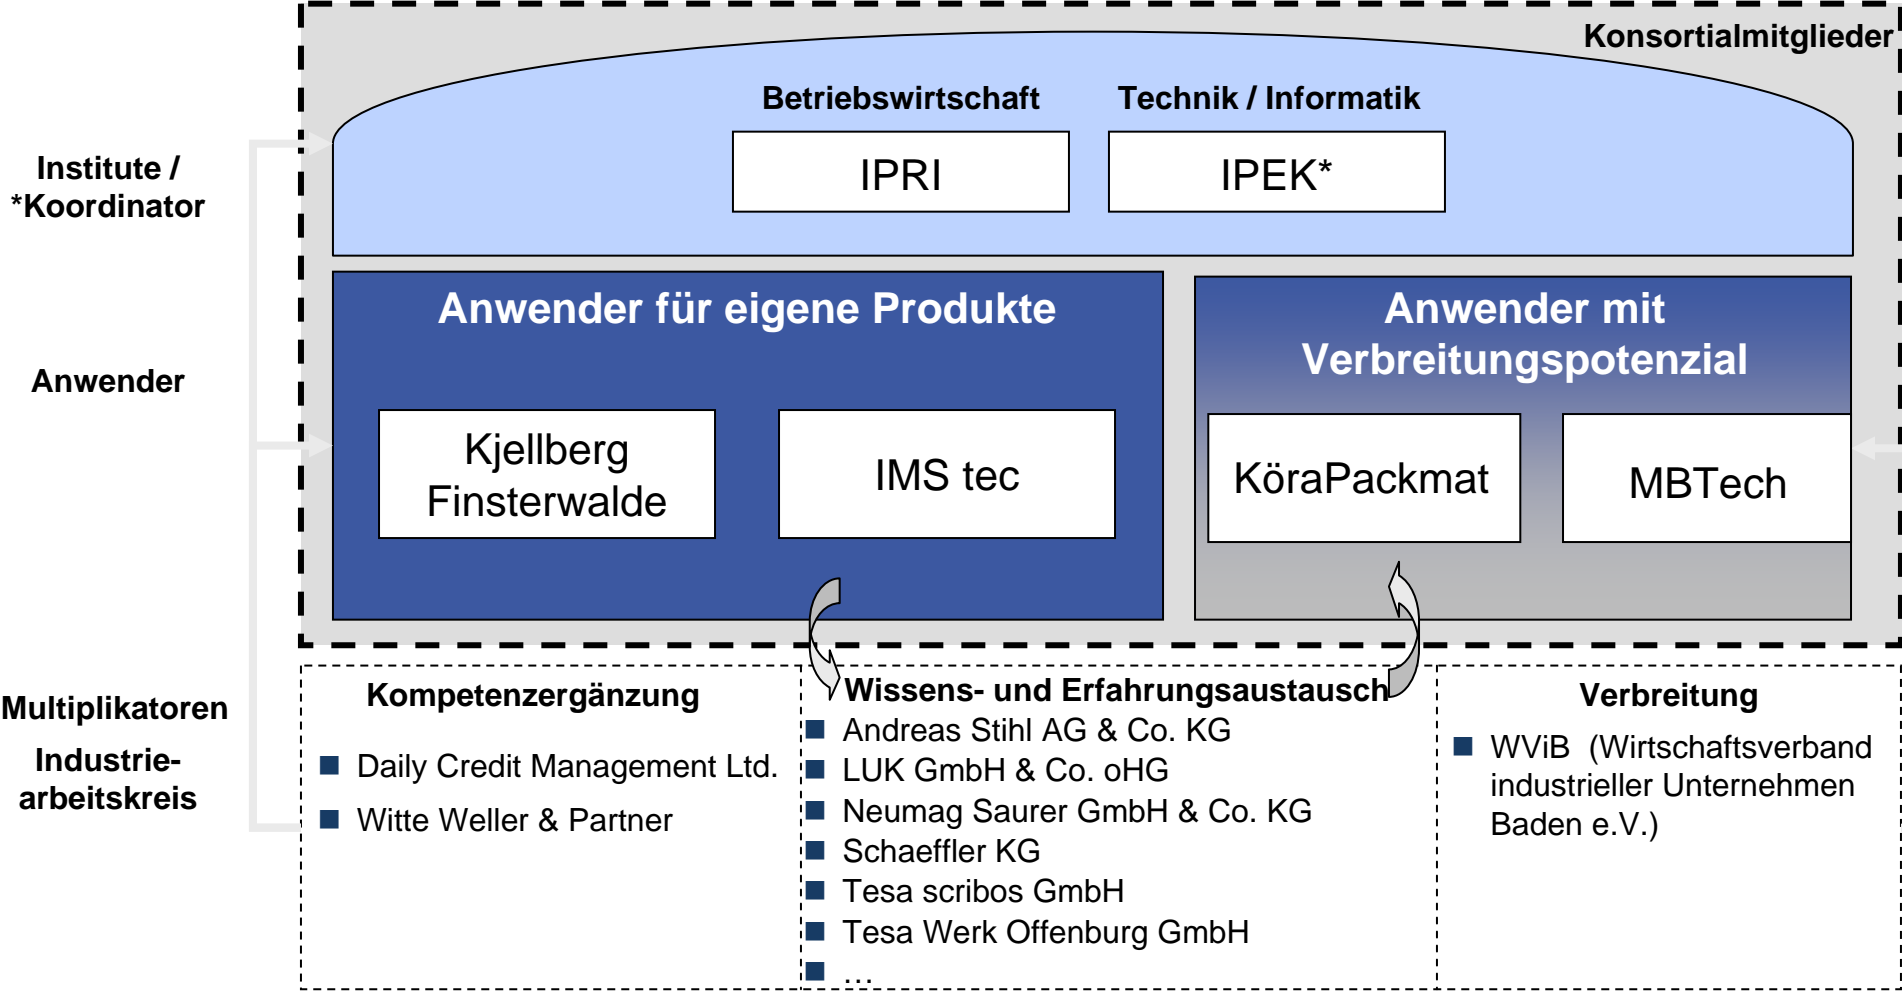 Konsortialmitglieder
Betriebswirtschaft
Technik / Informatik
IPRI
IPEK*
Institute /
*Koordinator
Anwender für eigene Produkte
Anwender mit
Verbreitungspotenzial
Anwender
Kjellberg
Finsterwalde
IMS tec
KöraPackmat
MBTech
Multiplikatoren
Industrie-
arbeitskreis
Kompetenzergänzung
Daily Credit Management Ltd.
Witte Weller & Partner
Wissens- und Erfahrungsaustausch
Andreas Stihl AG & Co. KG
LUK GmbH & Co. oHG
Neumag Saurer GmbH & Co. KG
Schaeffler KG
Tesa scribos GmbH
Tesa Werk Offenburg GmbH
…
Verbreitung
WViB (Wirtschaftsverband
industrieller Unternehmen
Baden e.V.)